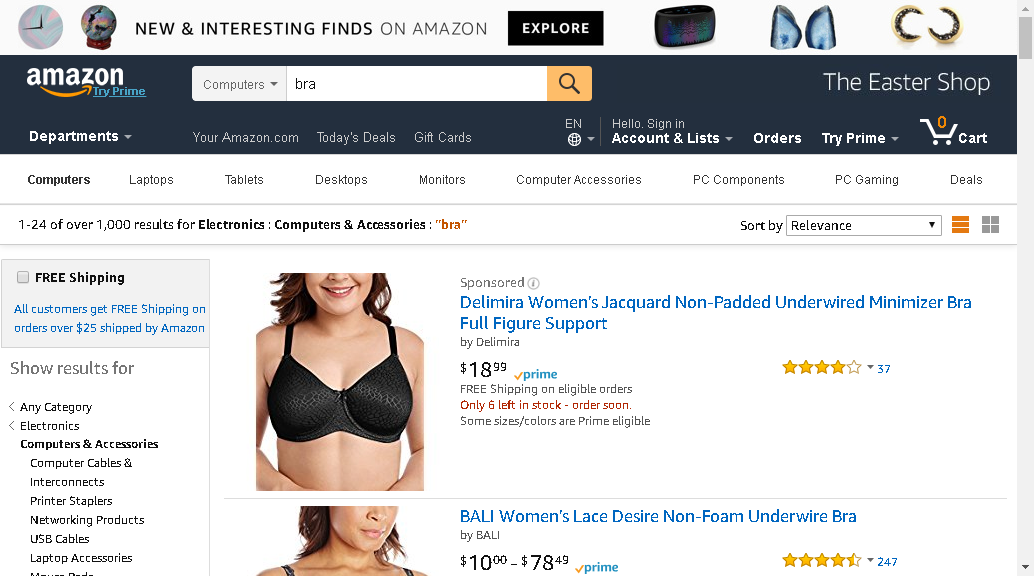 NEW & INTERESTING FINDS ON AMAZON
EXPLORE
amazon
Try Prime
Computers
bra
The Easter Shop
Departments
Your Amazon.com
Today's Deals
Gift Cards
EN
Hello. Sign in
Account & Lists
Orders
Try Prime
0
Cart
Computers
Laptops
Tablets
Desktops
Monitors
Computer Accessories
PC Components
PC Gaming
Deals
1-24 of over 1,000 results for Electronics : Computers & Accessories : "bra"
Sort by
Relevance
FREE Shipping
All customers get FREE Shipping on
orders over $25 shipped by Amazon
Show results for
Any Category
Electronics
Computers & Accessories
Computer Cables &
Interconnects
Printer Staplers
Networking Products
USB Cables
Laptop Accessories
Mouse Pads
Sponsored
Delimira Women's Jacquard Non-Padded Underwired Minimizer Bra
Full Figure Support
by Delimira
$18 99 prime
37
FREE Shipping on eligible orders
Only 6 left in stock - order soon.
Some sizes/colors are Prime eligible
BALI Women's Lace Desire Non-Foam Underwire Bra
by BALI
$10 00 - $78 49 prime
247